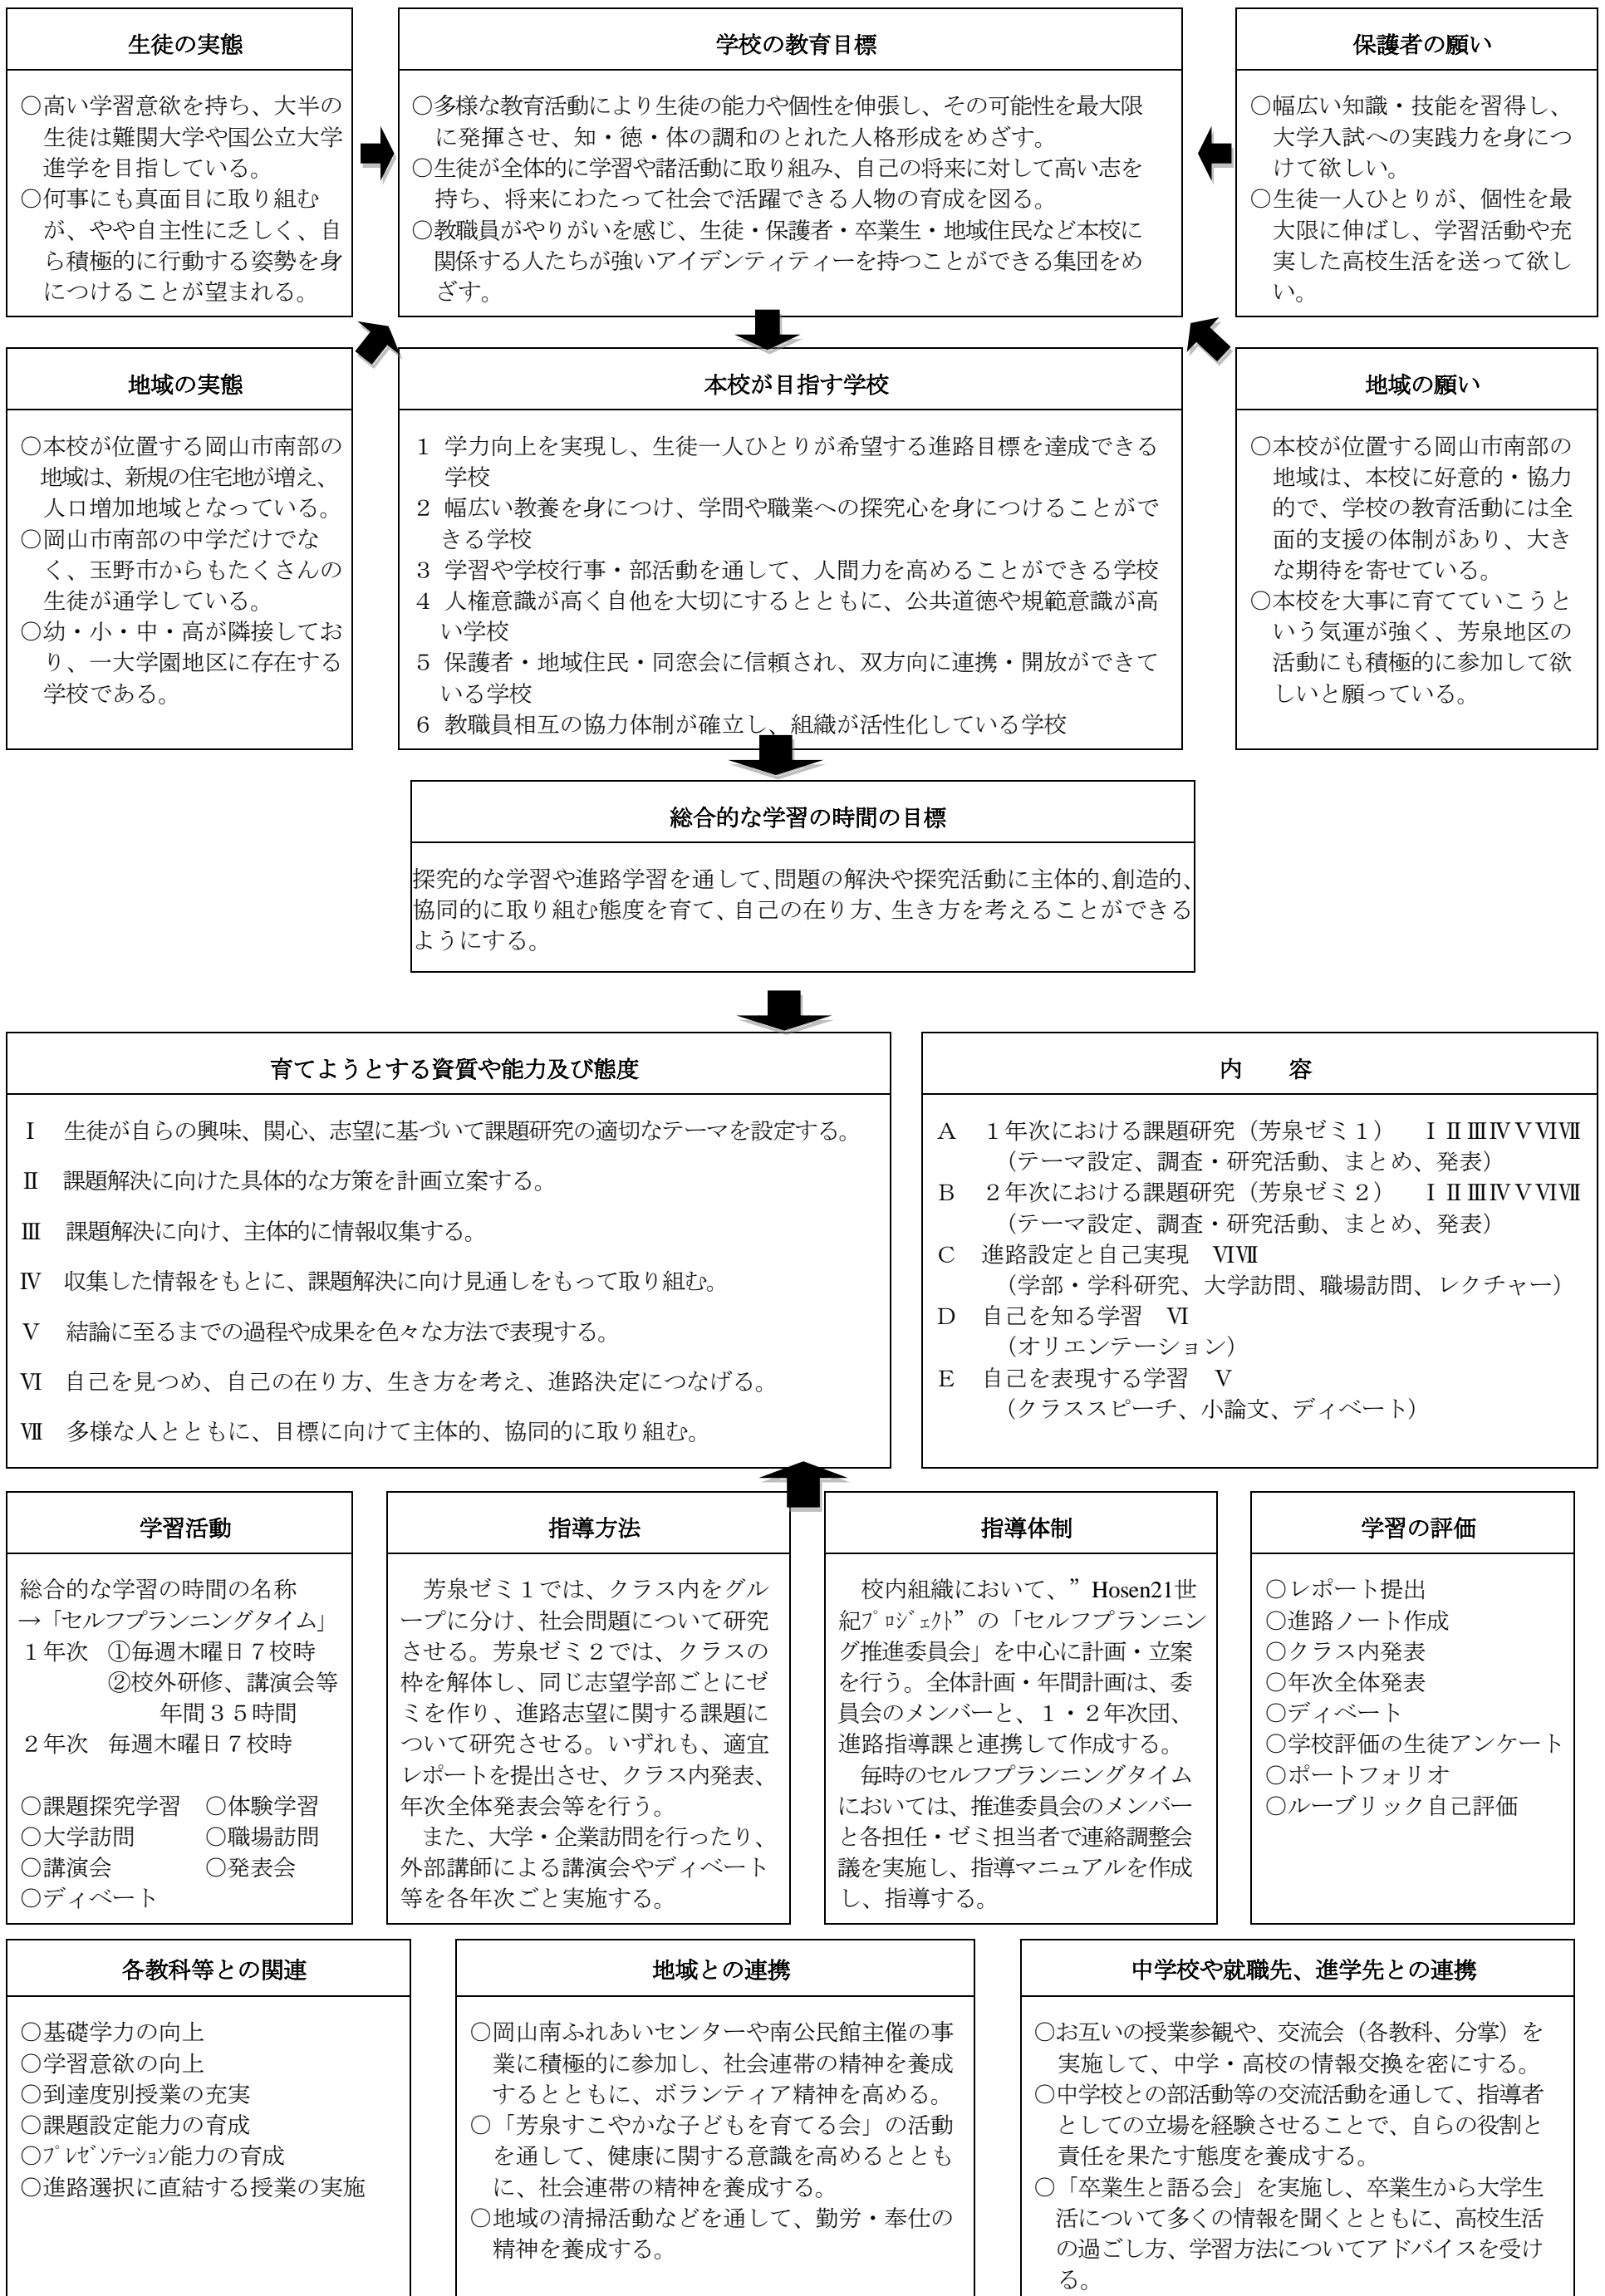 生徒の実態
○高い学習意欲を持ち、大半の
生徒は難関大学や国公立大学
進学を目指している。
○何事にも真面目に取り組む
が、やや自主性に乏しく、自
ら積極的に行動する姿勢を身
につけることが望まれる。
学校の教育目標
○多様な教育活動により生徒の能力や個性を伸張し、その可能性を最大限
に発揮させ、知・徳・体の調和のとれた人格形成をめざす。
○生徒が全体的に学習や諸活動に取り組み、自己の将来に対して高い志を
持ち、将来にわたって社会で活躍できる人物の育成を図る。
○教職員がやりがいを感じ、生徒・保護者・卒業生・地域住民など本校に
関係する人たちが強いアイデンティティーを持つことができる集団をめ
ざす。
保護者の願い
○幅広い知識・技能を習得し、
大学入試への実践力を身につ
けて欲しい。
○生徒一人ひとりが、個性を最
大限に伸ばし、学習活動や充
実した高校生活を送って欲し
い。
地域の実態
○本校が位置する岡山市南部の
地域は、新規の住宅地が増え、
人口増加地域となっている。
○岡山市南部の中学だけでな
く、玉野市からもたくさんの
生徒が通学している。
○幼・小・中・高が隣接してお
り、一大学園地区に存在する
学校である。
本校が目指す学校
1 学力向上を実現し、生徒一人ひとりが希望する進路目標を達成できる
学校
2 幅広い教養を身につけ、学問や職業への探究心を身につけることがで
きる学校
3 学習や学校行事・部活動を通して、人間力を高めることができる学校
4 人権意識が高く自他を大切にするとともに、公共道徳や規範意識が高
い学校
5 保護者・地域住民・同窓会に信頼され、双方向に連携・開放ができて
いる学校
6 教職員相互の協力体制が確立し、組織が活性化している学校
地域の願い
○本校が位置する岡山市南部の
地域は、本校に好意的・協力
的で、学校の教育活動には全
面的支援の体制があり、大き
な期待を寄せている。
○本校を大事に育てていこうと
いう気運が強く、芳泉地区の
活動にも積極的に参加して欲
しいと願っている。
総合的な学習の時間の目標
探究的な学習や進路学習を通して、問題の解決や探究活動に主体的、創造的、
協同的に取り組む態度を育て、自己の在り方、生き方を考えることができる
ようにする。
育てようとする資質や能力及び態度
Ⅰ 生徒が自らの興味、関心、志望に基づいて課題研究の適切なテーマを設定する。
Ⅱ 課題解決に向けた具体的な方策を計画立案する。
Ⅲ 課題解決に向け、主体的に情報収集する。
Ⅳ 収集した情報をもとに、課題解決に向け見通しをもって取り組む。
Ⅴ 結論に至るまでの過程や成果を色々な方法で表現する。
Ⅵ 自己を見つめ、自己の在り方、生き方を考え、進路決定につなげる。
Ⅶ 多様な人とともに、目標に向けて主体的、協同的に取り組む。
内 容
A 1年次における課題研究（芳泉ゼミ1） ⅠⅡⅢⅣⅤⅥⅦ
（テーマ設定、調査・研究活動、まとめ、発表）
B 2年次における課題研究（芳泉ゼミ2） ⅠⅡⅢⅣⅤⅥⅦ
（テーマ設定、調査・研究活動、まとめ、発表）
C 進路設定と自己実現 ⅥⅦ
（学部・学科研究、大学訪問、職場訪問、レクチャー）
D 自己を知る学習 Ⅵ
（オリエンテーション）
E 自己を表現する学習 Ⅴ
（クラススピーチ、小論文、ディベート）
学習活動
総合的な学習の時間の名称
→「セルフプランニングタイム」
1年次 ①毎週木曜日7校時
②校外研修、講演会等
年間35時間
2年次 毎週木曜日7校時
○課題探究学習 ○体験学習
○大学訪問 ○職場訪問
○講演会 ○発表会
○ディベート
指導方法
芳泉ゼミ1では、クラス内をグル
ープに分け、社会問題について研究
させる。芳泉ゼミ2では、クラスの
枠を解体し、同じ志望学部ごとにゼ
ミを作り、進路志望に関する課題に
ついて研究させる。いずれも、適宜
レポートを提出させ、クラス内発表、
年次全体発表会等を行う。
また、大学・企業訪問を行ったり、
外部講師による講演会やディベート
等を各年次ごと実施する。
指導体制
校内組織において、”Hosen21世
紀ﾌﾟﾛｼﾞｪｸﾄ”の「セルフプランニン
グ推進委員会」を中心に計画・立案
を行う。全体計画・年間計画は、委
員会のメンバーと、1・2年次団、
進路指導課と連携して作成する。
毎時のセルフプランニングタイム
においては、推進委員会のメンバー
と各担任・ゼミ担当者で連絡調整会
議を実施し、指導マニュアルを作成
し、指導する。
学習の評価
○レポート提出
○進路ノート作成
○クラス内発表
○年次全体発表
○ディベート
○学校評価の生徒アンケート
○ポートフォリオ
○ルーブリック自己評価
各教科等との関連
○基礎学力の向上
○学習意欲の向上
○到達度別授業の充実
○課題設定能力の育成
○ﾌﾟﾚｾﾞﾝﾃｰｼｮﾝ能力の育成
○進路選択に直結する授業の実施
地域との連携
○岡山南ふれあいセンターや南公民館主催の事
業に積極的に参加し、社会連帯の精神を養成
するとともに、ボランティア精神を高める。
○「芳泉すこやかな子どもを育てる会」の活動
を通して、健康に関する意識を高めるととも
に、社会連帯の精神を養成する。
○地域の清掃活動などを通して、勤労・奉仕の
精神を養成する。
中学校や就職先、進学先との連携
○お互いの授業参観や、交流会（各教科、分掌）を
実施して、中学・高校の情報交換を密にする。
○中学校との部活動等の交流活動を通して、指導者
としての立場を経験させることで、自らの役割と
責任を果たす態度を養成する。
○「卒業生と語る会」を実施し、卒業生から大学生
活について多くの情報を聞くとともに、高校生活
の過ごし方、学習方法についてアドバイスを受け
る。